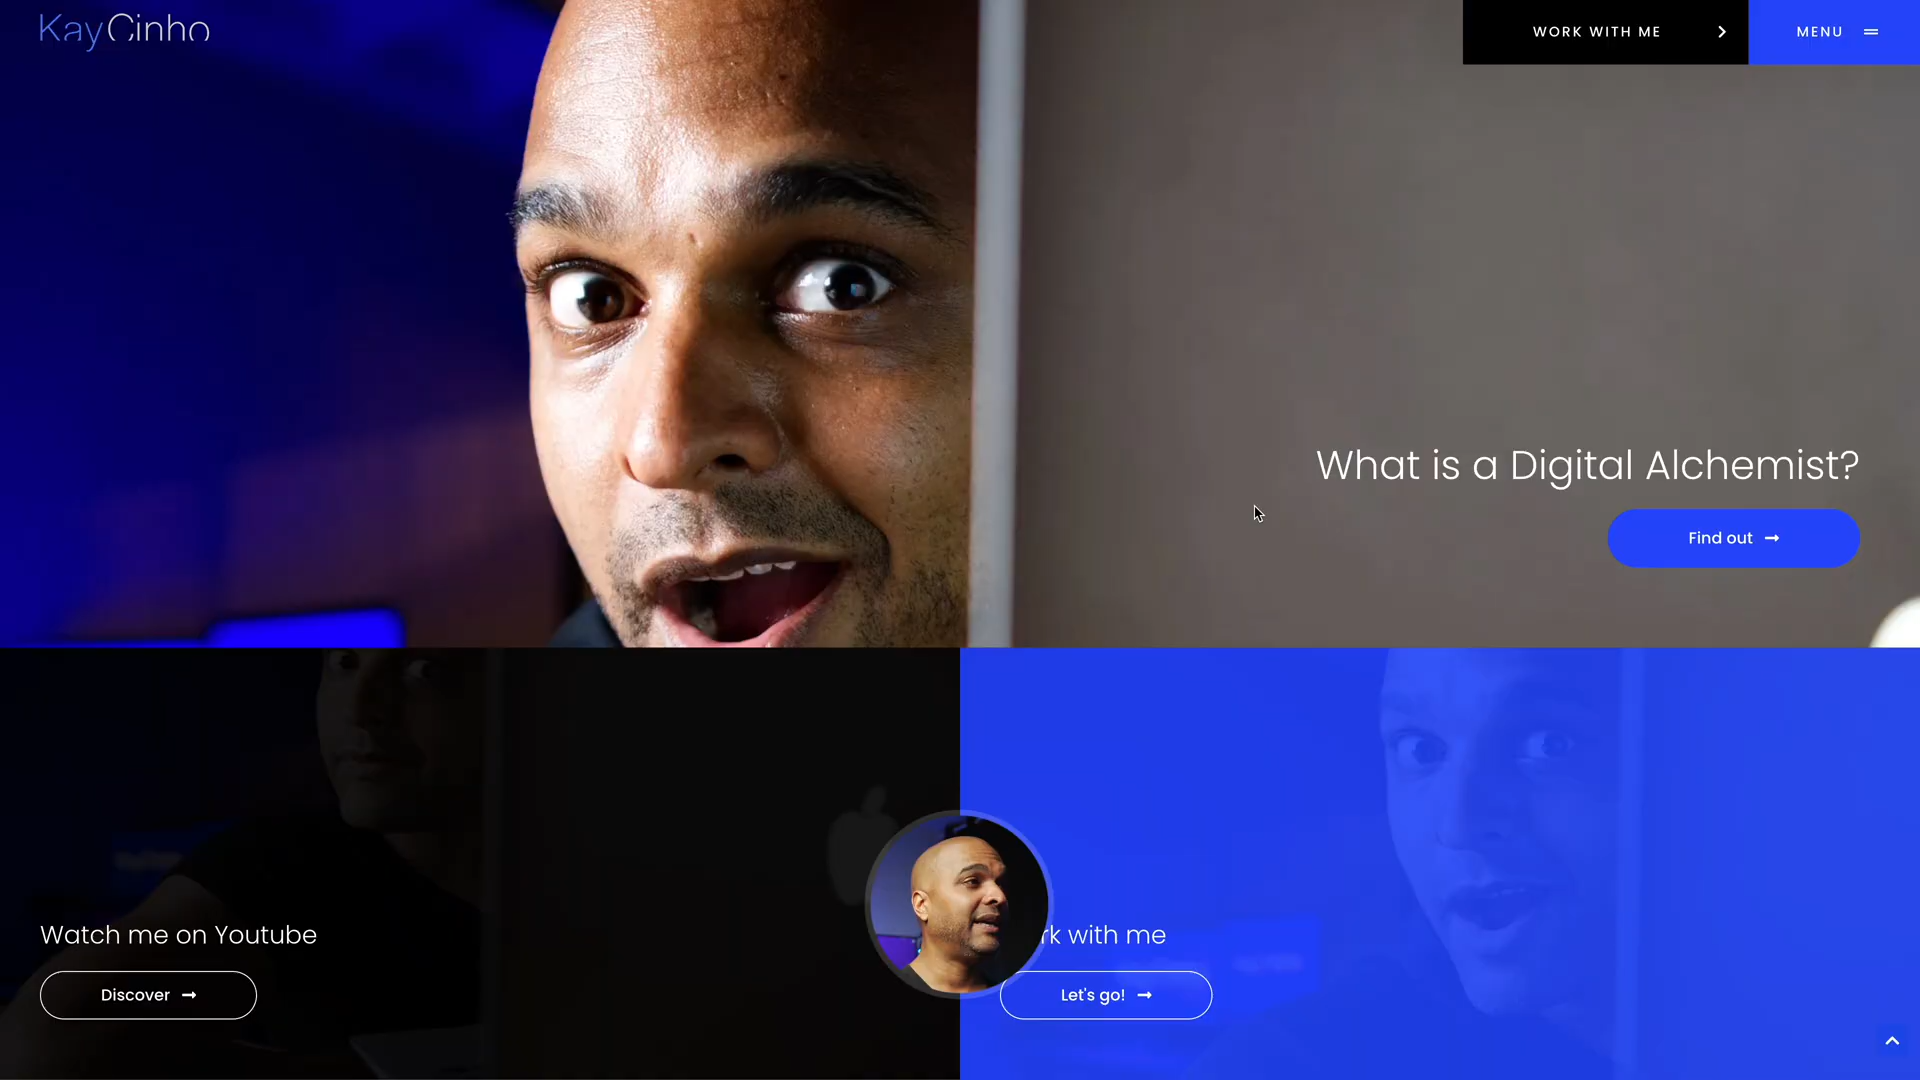 KayCinho
WORK WITH ME
MENU
What is a Digital Alchemist?
Find out
Watch me on Youtube
Discover
rk with me
Let's go!